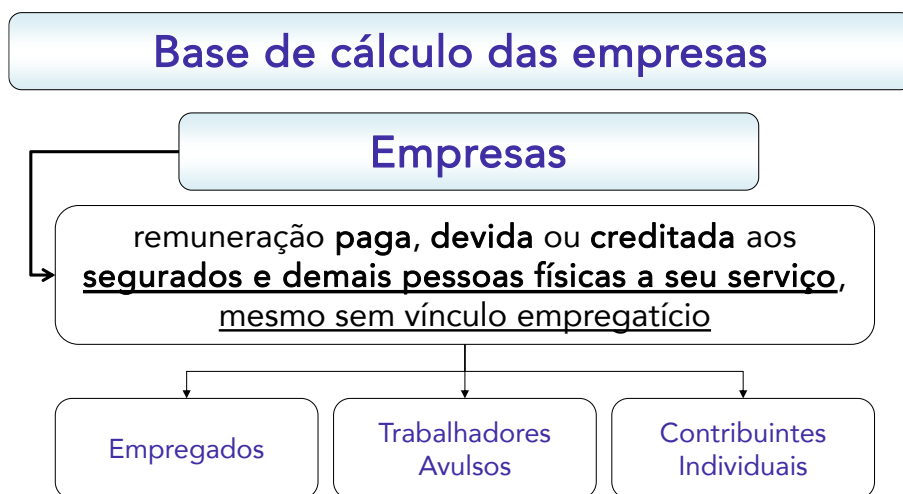 Base de cálculo das empresas
Empresas
remuneração paga, devida ou creditada aos
segurados e demais pessoas físicas a seu serviço,
mesmo sem vínculo empregatício
Empregados
Trabalhadores
Avulsos
Contribuintes
Individuais